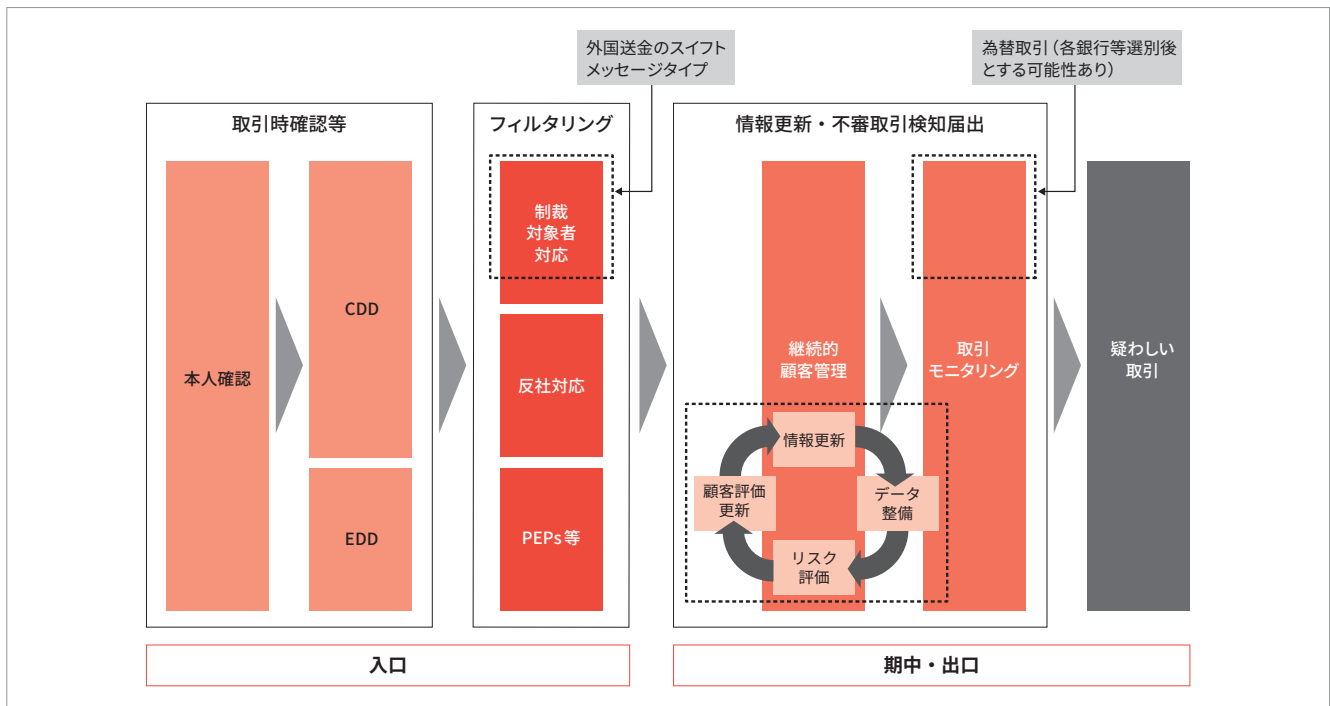 外国送金のスイフト
メッセージタイプ
為替取引（各銀行等選別後
とする可能性あり）
取引時確認等
フィルタリング
情報更新・不審取引検知届出
本人確認
CDD
EDD
制裁
対象者
対応
反社対応
PEPs等
継続的
顧客管理
取引
モニタリング
疑わしい
取引
情報更新
データ
整備
リスク
評価
顧客評価
更新
入口
期中・出口